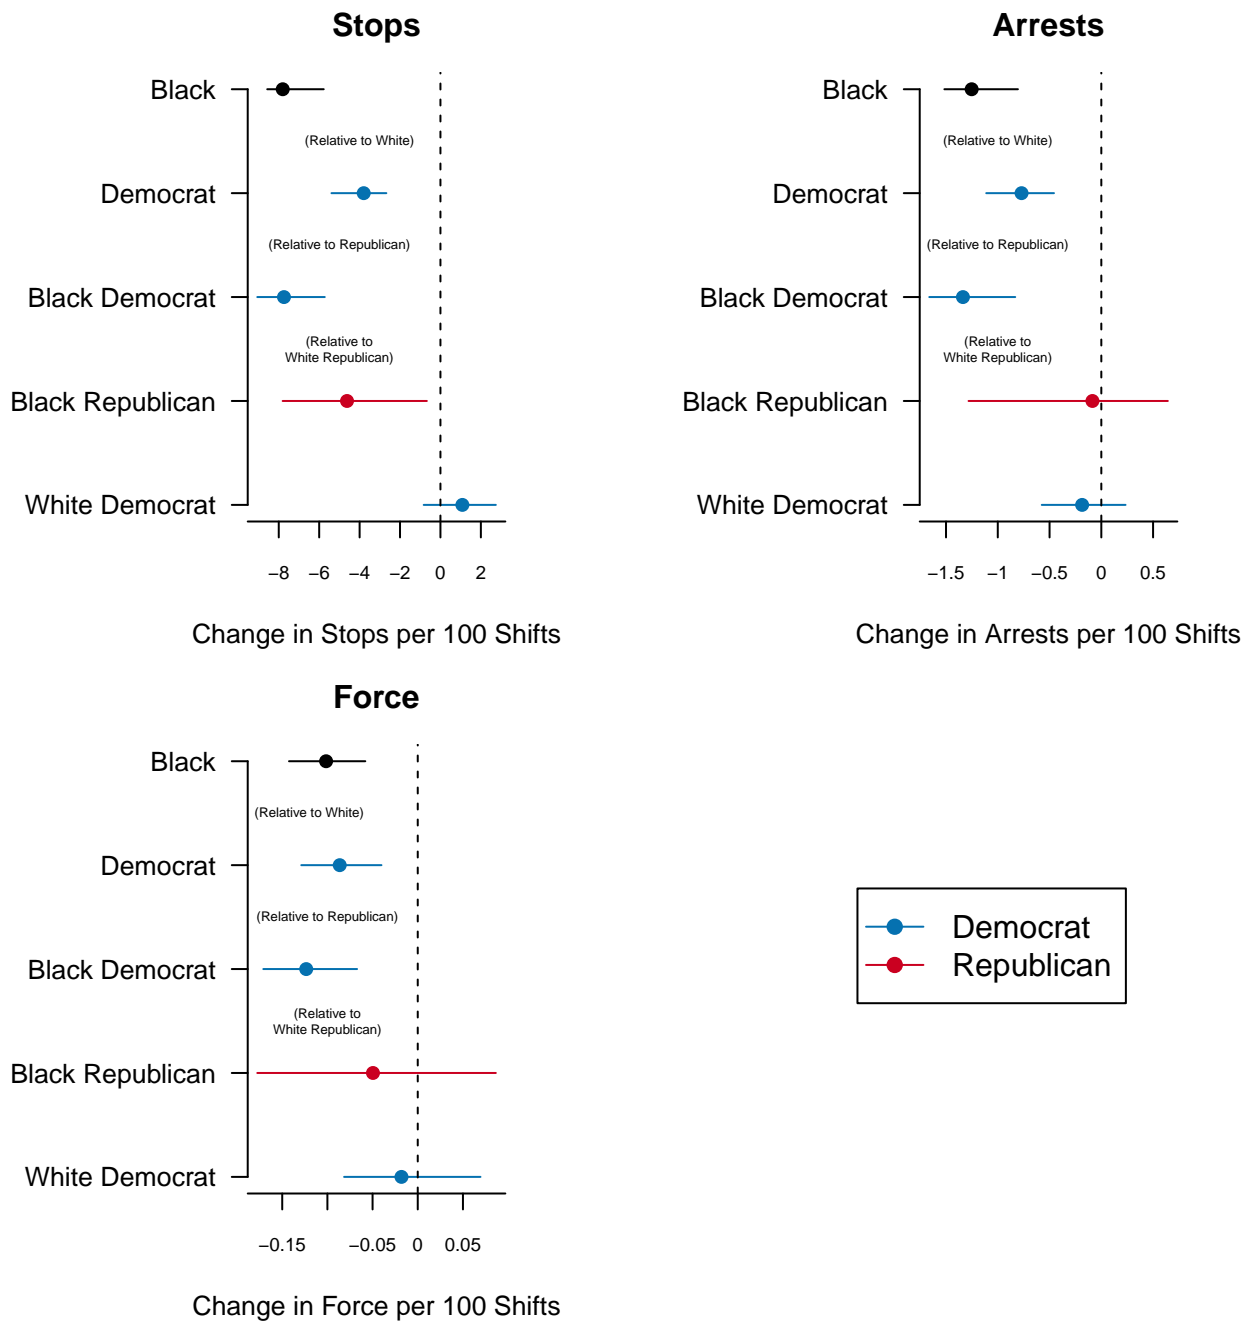 Stops
Black
(Relative to White)
Democrat
(Relative to Republican)
Black Democrat
(Relative to
White Republican)
Black Republican
White Democrat
−8 −6 −4 −2 0 2
Change in Stops per 100 Shifts
Arrests
Black
(Relative to White)
Democrat
(Relative to Republican)
Black Democrat
(Relative to
White Republican)
Black Republican
White Democrat
−1.5 −1 −0.5 0 0.5
Change in Arrests per 100 Shifts
Force
Black
(Relative to White)
Democrat
(Relative to Republican)
Black Democrat
(Relative to
White Republican)
Black Republican
White Democrat
−0.15 −0.05 0 0.05
Change in Force per 100 Shifts
Democrat
Republican